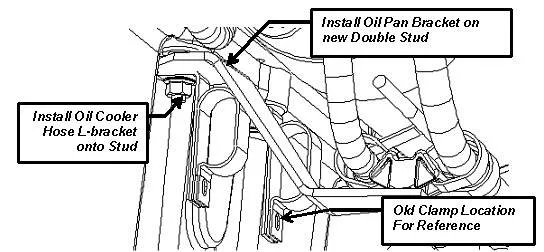 Install Oil Pan Bracket on
new Double Stud
Install Oil Cooler
Hose L-bracket
onto Stud
Old Clamp Location
For Reference